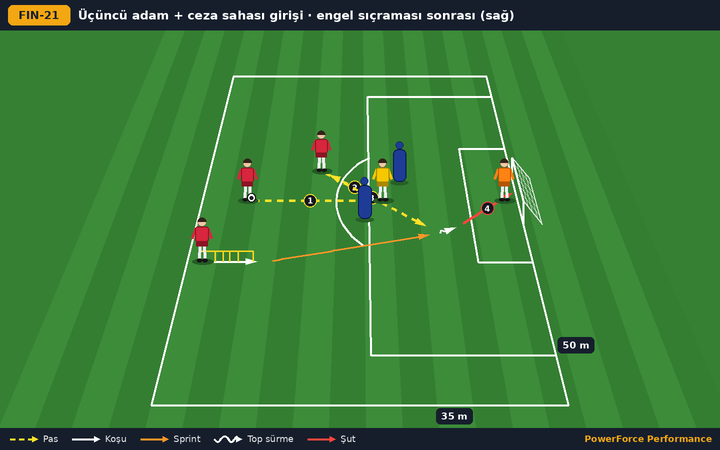 FIN-21 Üçüncü adam + ceza sahası girişi · engel sıçraması sonrası (sağ)
2
1
4
50 m
35 m
Pas Koşu Sprint Top sürme Şut PowerForce Performance